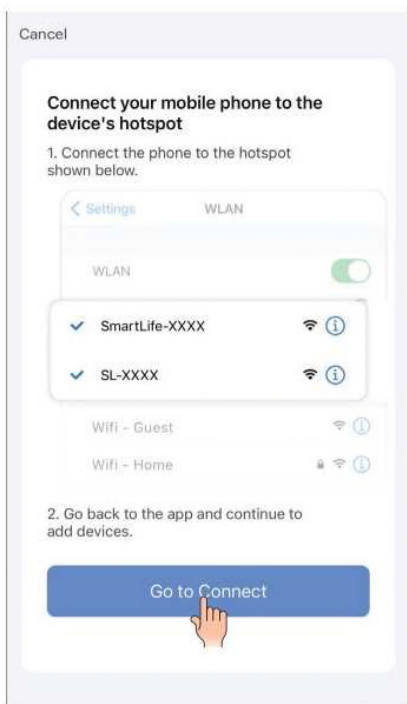 Cancel
Connect your mobile phone to the
device's hotspot
1. Connect the phone to the hotspot
shown below.
Settings WLAN
WLAN
SmartLife-XXXX
SL-XXXX
Wifi - Guest
Wifi - Home
2. Go back to the app and continue to
add devices.
Go to Connect